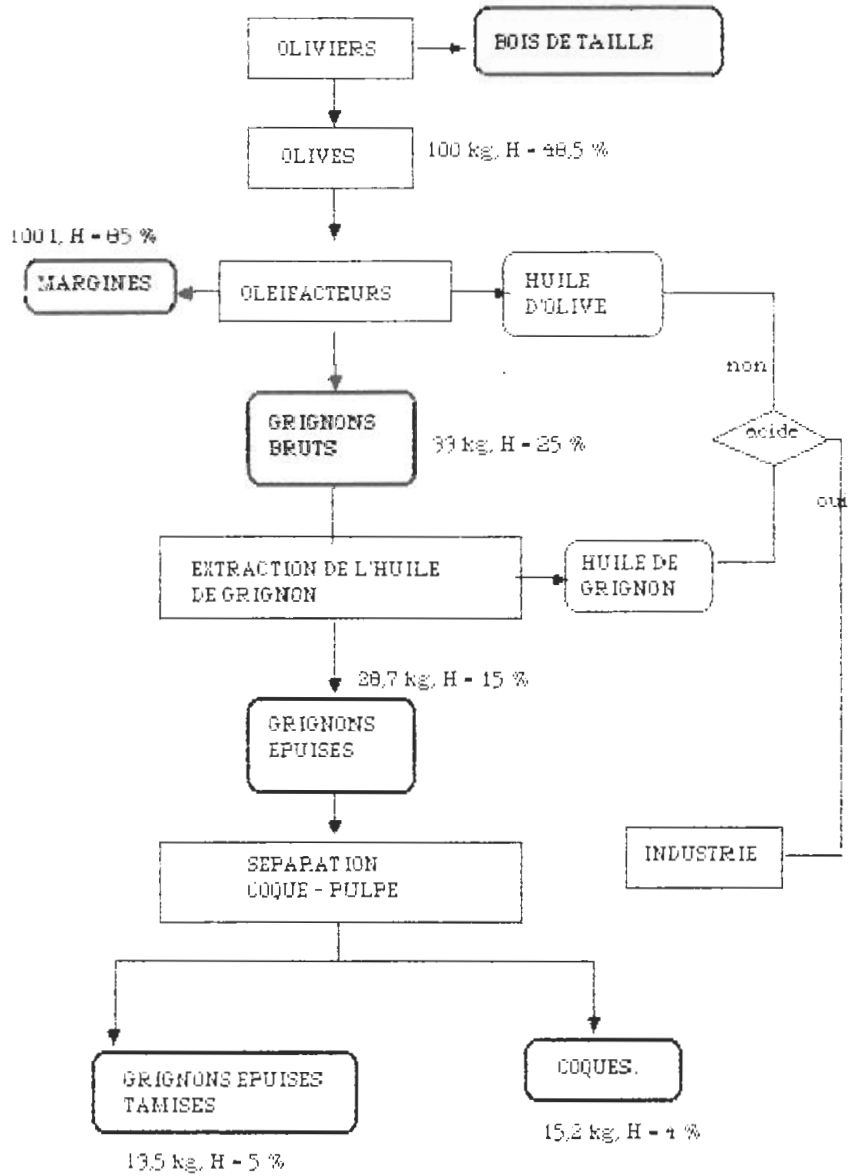 OLIVIERS
BOIS DE TAILLE
OLIVES
100 kg, H = 48,5 %
100 l, H = 85 %
MARGINES
OLEIFACTEURS
HUILE
D'OLIVE
non
GRIGNONS
BRUTS
33 kg, H = 25 %
acide
oui
EXTRACTION DE L'HUILE
DE GRIGNON
HUILE DE
GRIGNON
28,7 kg, H = 15 %
GRIGNONS
EPUISES
SEPARATION
COQUE - PULPE
INDUSTRIE
GRIGNONS EPUISES
TAMISES
COQUES.
15,2 kg, H = 4 %
13,5 kg, H = 5 %